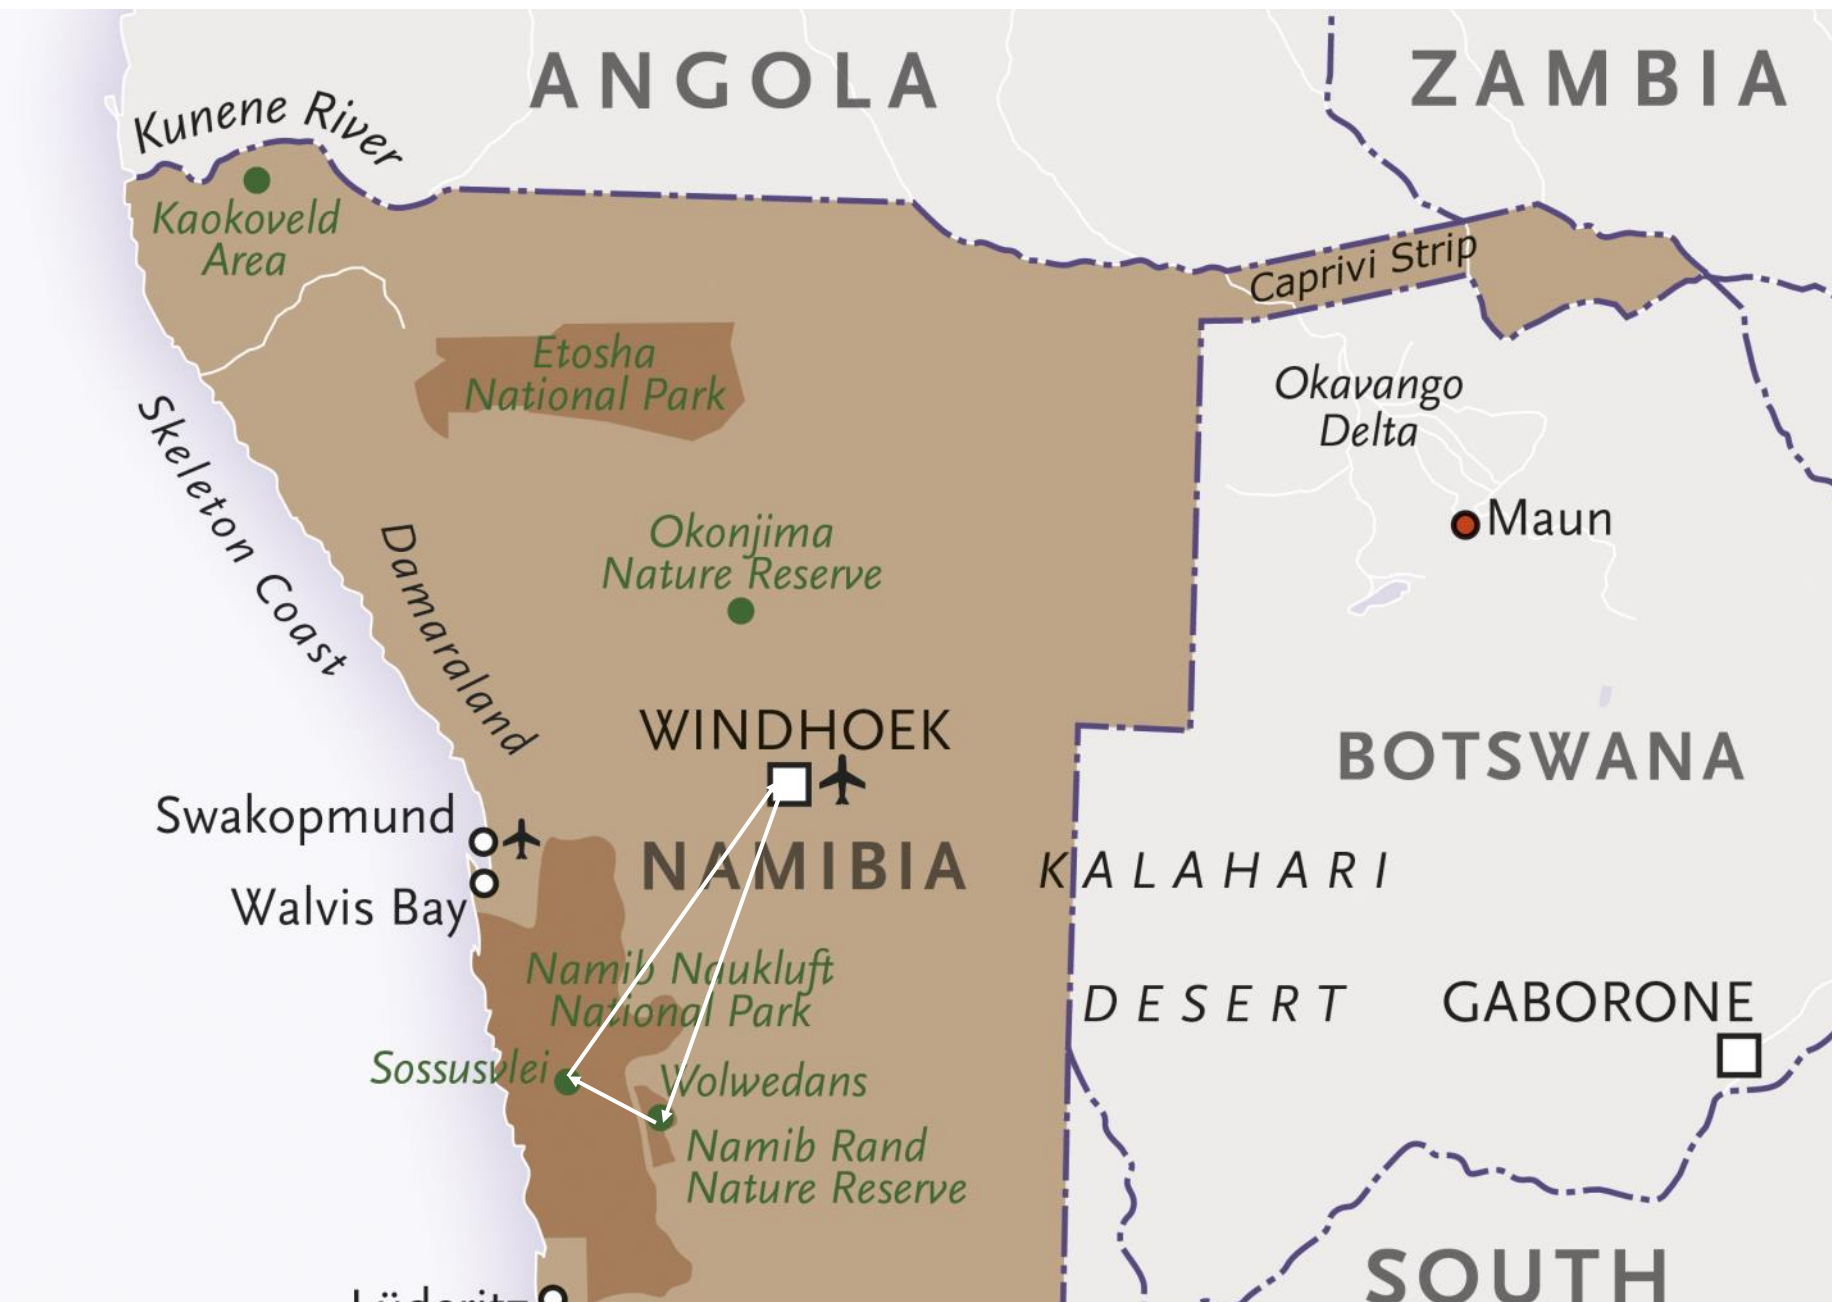 ANGOLA
ZAMBIA
Kunene River
Kaokoveld
Area
Caprivi Strip
Etosha
National Park
Okavango
Delta
Skeleton Coast
Maun
Okonjima
Nature Reserve
Damaraland
WINDHOEK
BOTSWANA
Swakopmund
NAMIBIA
KALAHARI
Walvis Bay
Namib Naukluft
National Park
DESERT
GABORONE
Sossusvlei
Wolwedans
Namib Rand
Nature Reserve
SOUTH
Lüderitz